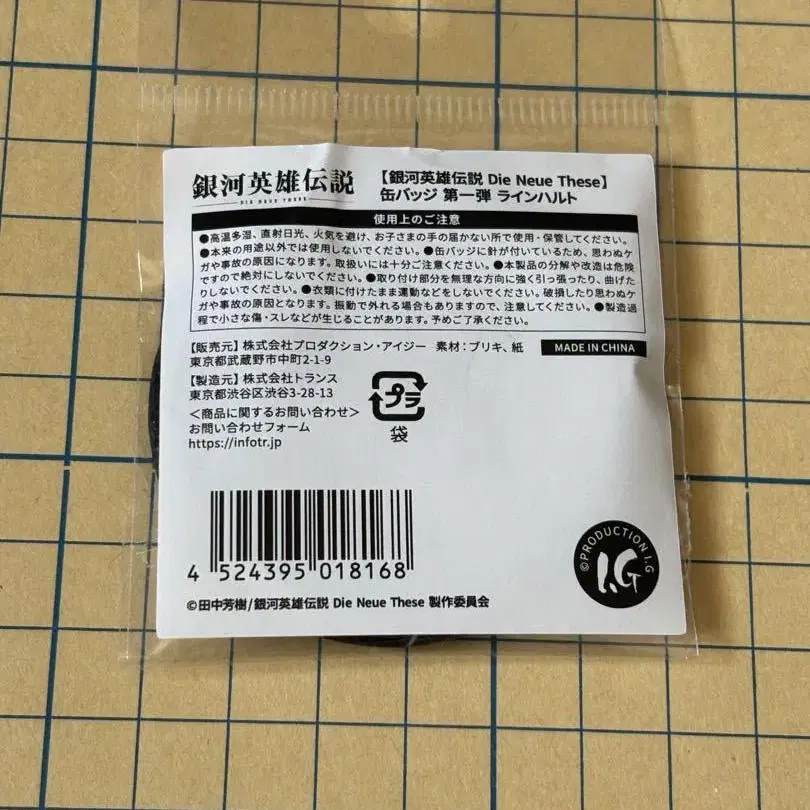 銀河英雄伝説
DIE NEUE THESE
【銀河英雄伝説 Die Neue These】
缶バッジ 第一弾 ラインハルト
使用上のご注意
●高温多湿、直射日光、火気を避け、お子さまの手の届かない所で使用・保管してください。
●本来の用途以外では使用しないでください。●缶バッジに針が付いているため、思わぬケ
ガや事故の原因になります。取扱いには十分ご注意ください。●本製品の分解や改造は危険
ですので絶対にしないでください。●取り付け部分を無理な方向に強く引っ張ったり、曲げた
りしないでください。●衣類に付けたまま運動などをしないでください。破損したり思わぬケ
ガや事故の原因となります。振動で外れる場合もありますので、注意してください。●製造過
程で小さな傷・スレなどが生じることがあります。予めご了承ください。
【販売元】株式会社プロダクション・アイジー 素材：ブリキ、紙
東京都武蔵野市中町2-1-9
MADE IN CHINA
【製造元】株式会社トランス
東京都渋谷区渋谷3-28-13
＜商品に関するお問い合わせ＞
お問い合わせフォーム
https://infotr.jp
プラ
袋
4 524395 018168
©PRODUCTION I.G
I.G
©田中芳樹/銀河英雄伝説 Die Neue These 製作委員会